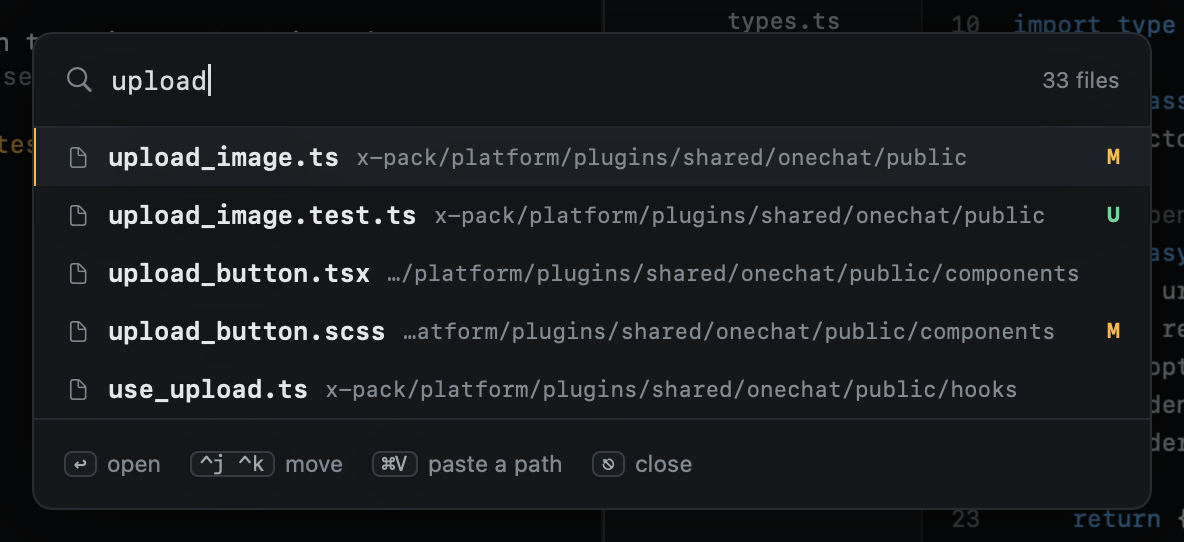 types.ts
10 import type
upload
33 files
upload_image.ts x-pack/platform/plugins/shared/onechat/public M
upload_image.test.ts x-pack/platform/plugins/shared/onechat/public U
upload_button.tsx …/platform/plugins/shared/onechat/public/components
upload_button.scss …atform/plugins/shared/onechat/public/components M
use_upload.ts x-pack/platform/plugins/shared/onechat/public/hooks
↩ open ^j ^k move ⌘V paste a path ⎋ close
23 return {